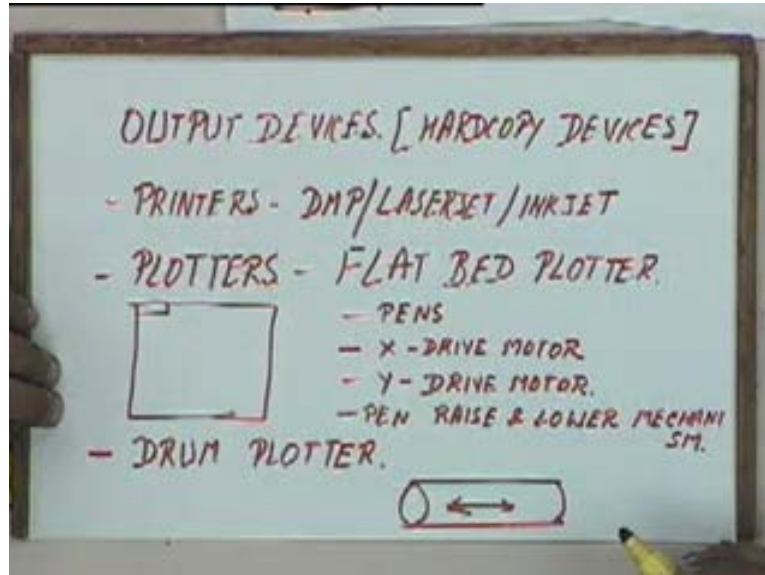 OUTPUT DEVICES. [HARDCOPY DEVICES]
- PRINTERS - DMP/LASERJET/INKJET
- PLOTTERS - FLAT BED PLOTTER.
- PENS
- X-DRIVE MOTOR
- Y-DRIVE MOTOR.
- PEN RAISE & LOWER MECHANI
SM.
- DRUM PLOTTER.